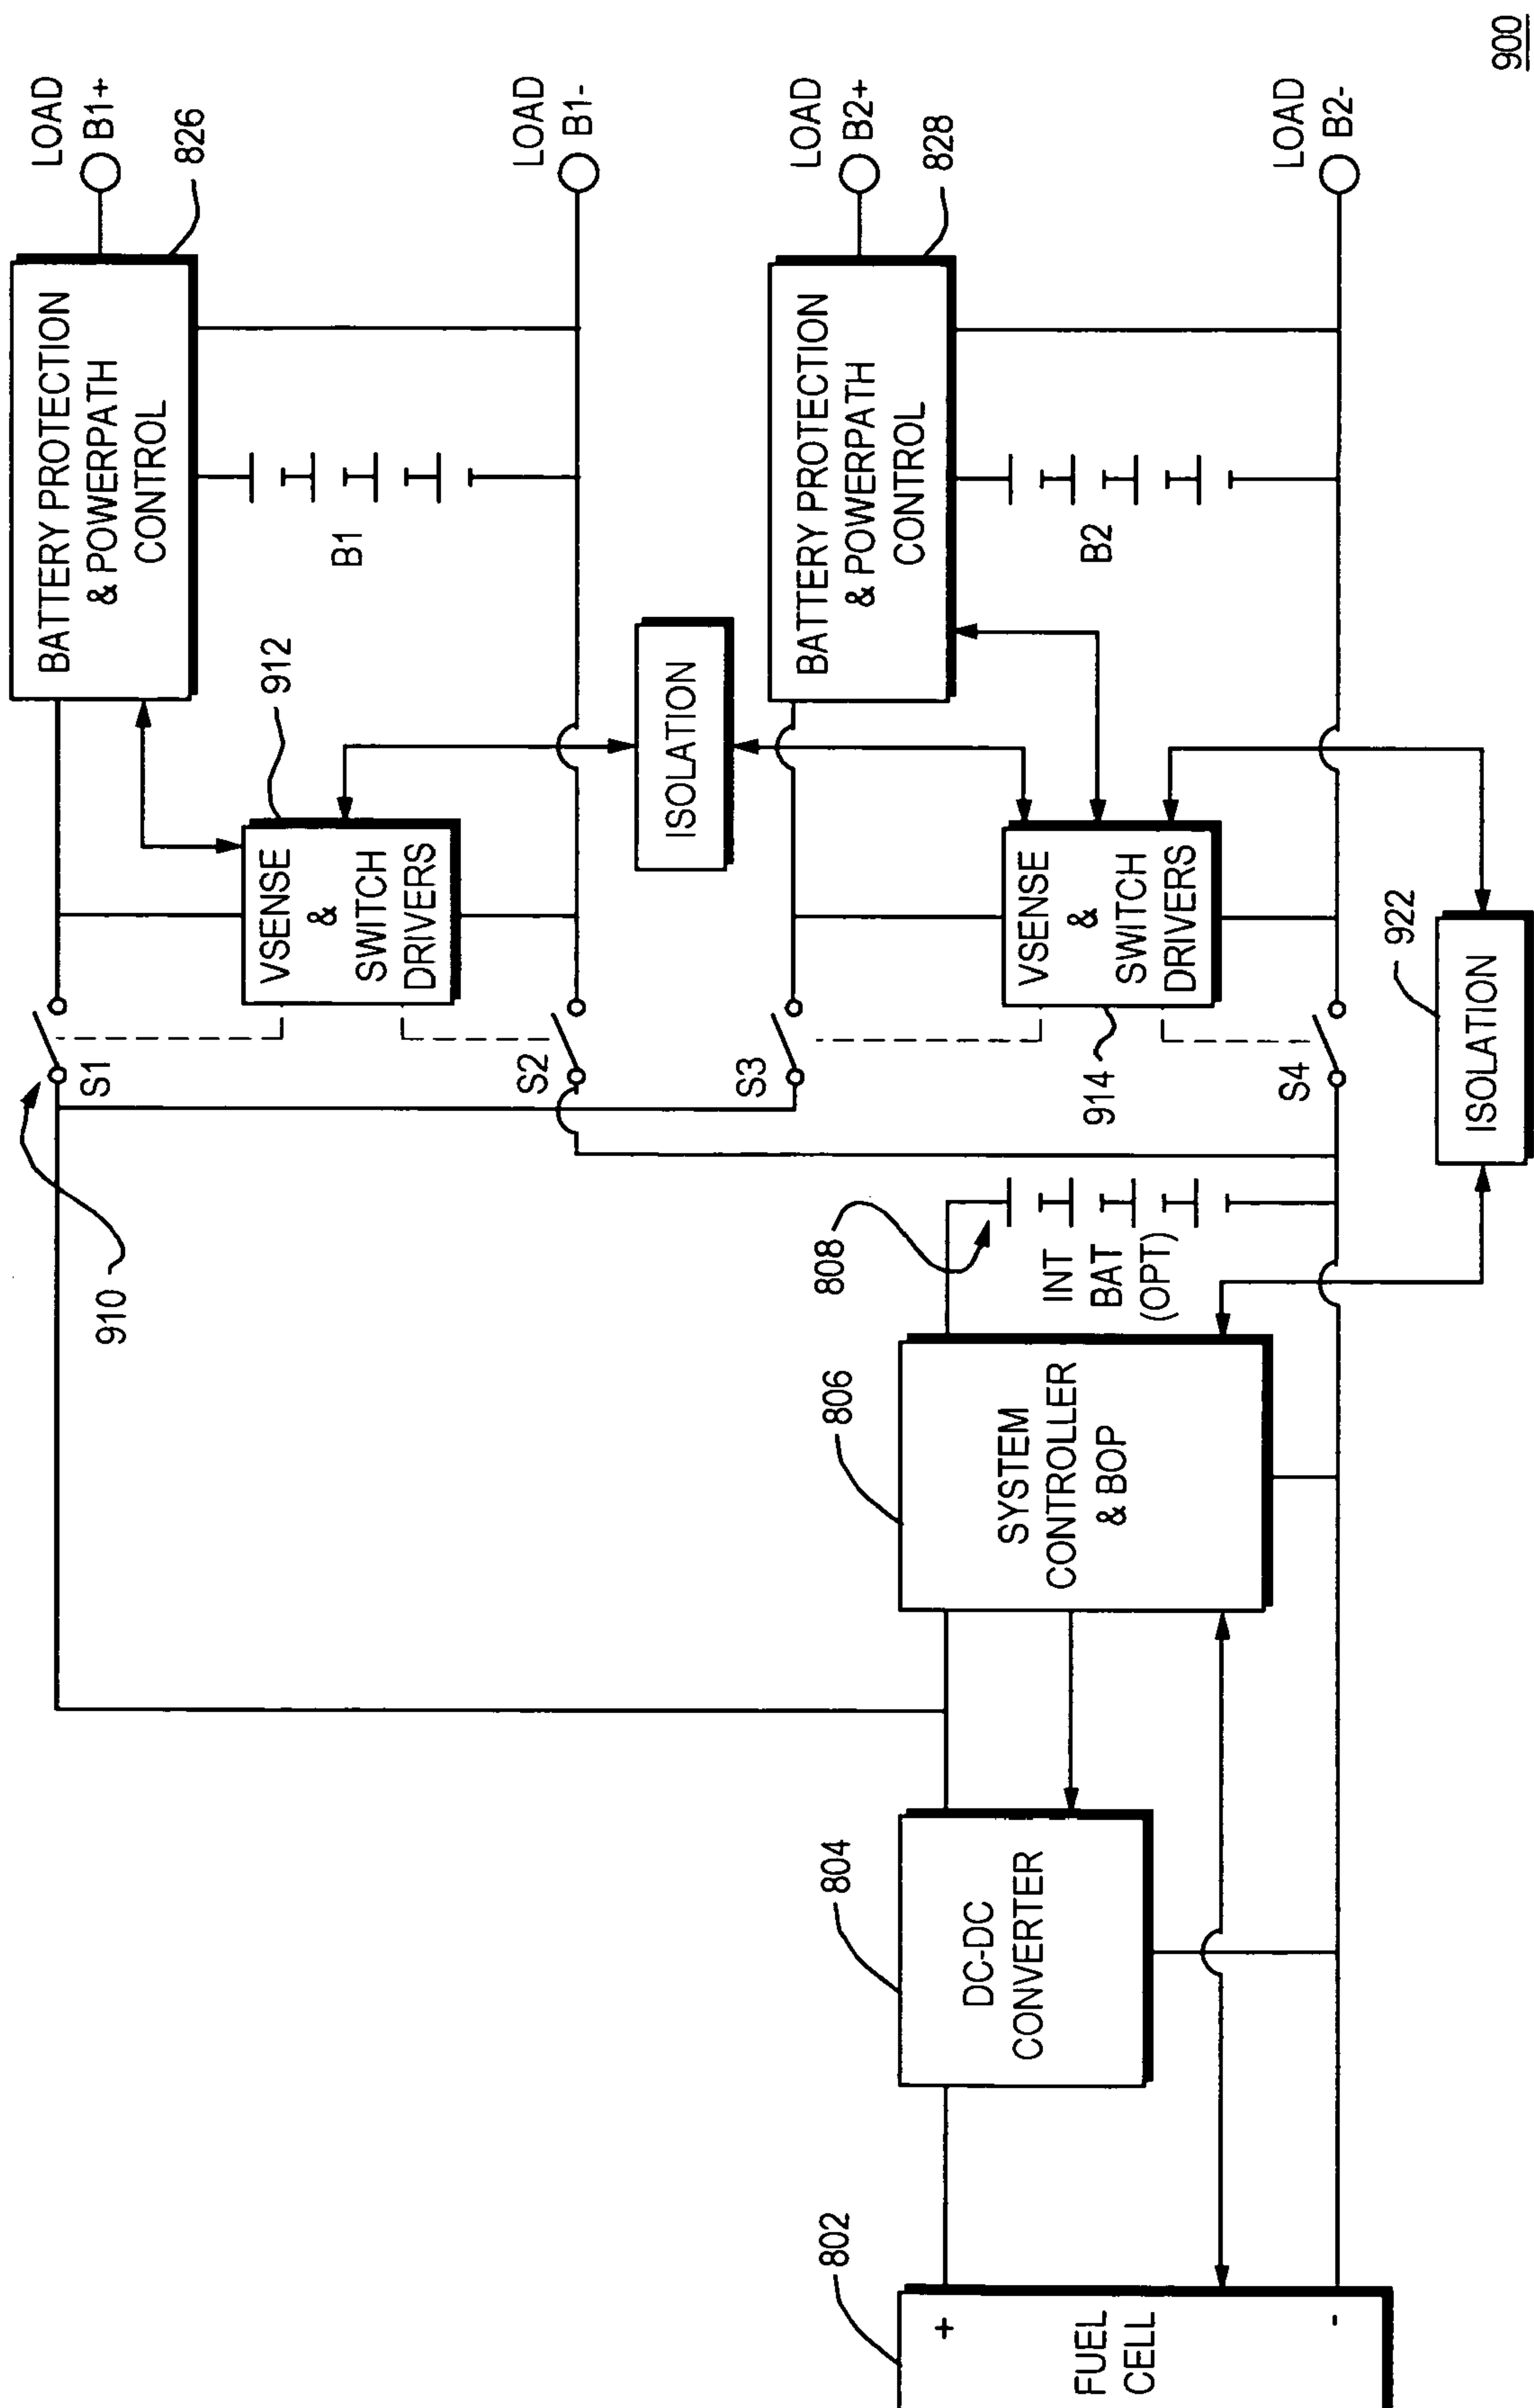 LOAD
B1+
826
BATTERY PROTECTION
& POWERPATH
CONTROL
LOAD
B1-
B1
912
VSENSE
&
SWITCH
DRIVERS
S1
910
S2
ISOLATION
LOAD
B2+
828
BATTERY PROTECTION
& POWERPATH
CONTROL
LOAD
B2-
B2
VSENSE
&
SWITCH
DRIVERS
914
S3
S4
922
ISOLATION
808
INT
BAT
(OPT)
806
SYSTEM
CONTROLLER
& BOP
804
DC-DC
CONVERTER
802
+
FUEL
CELL
-
900